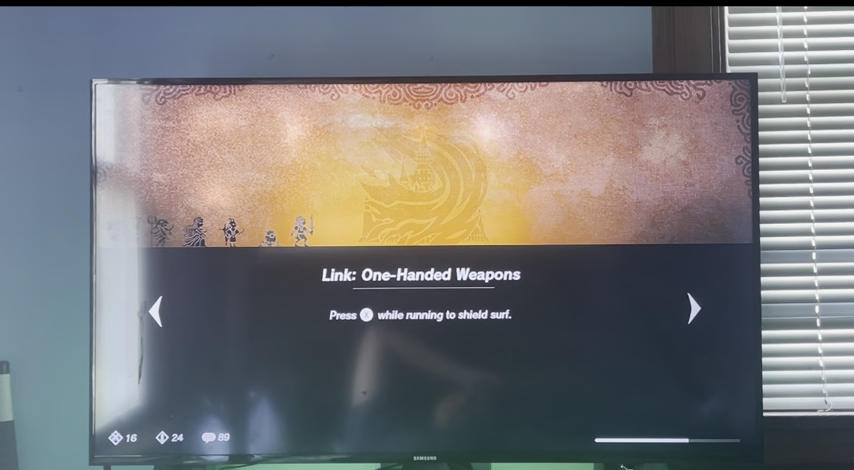 Link: One-Handed Weapons
Press X while running to shield surf.
16 24 89
SAMSUNG